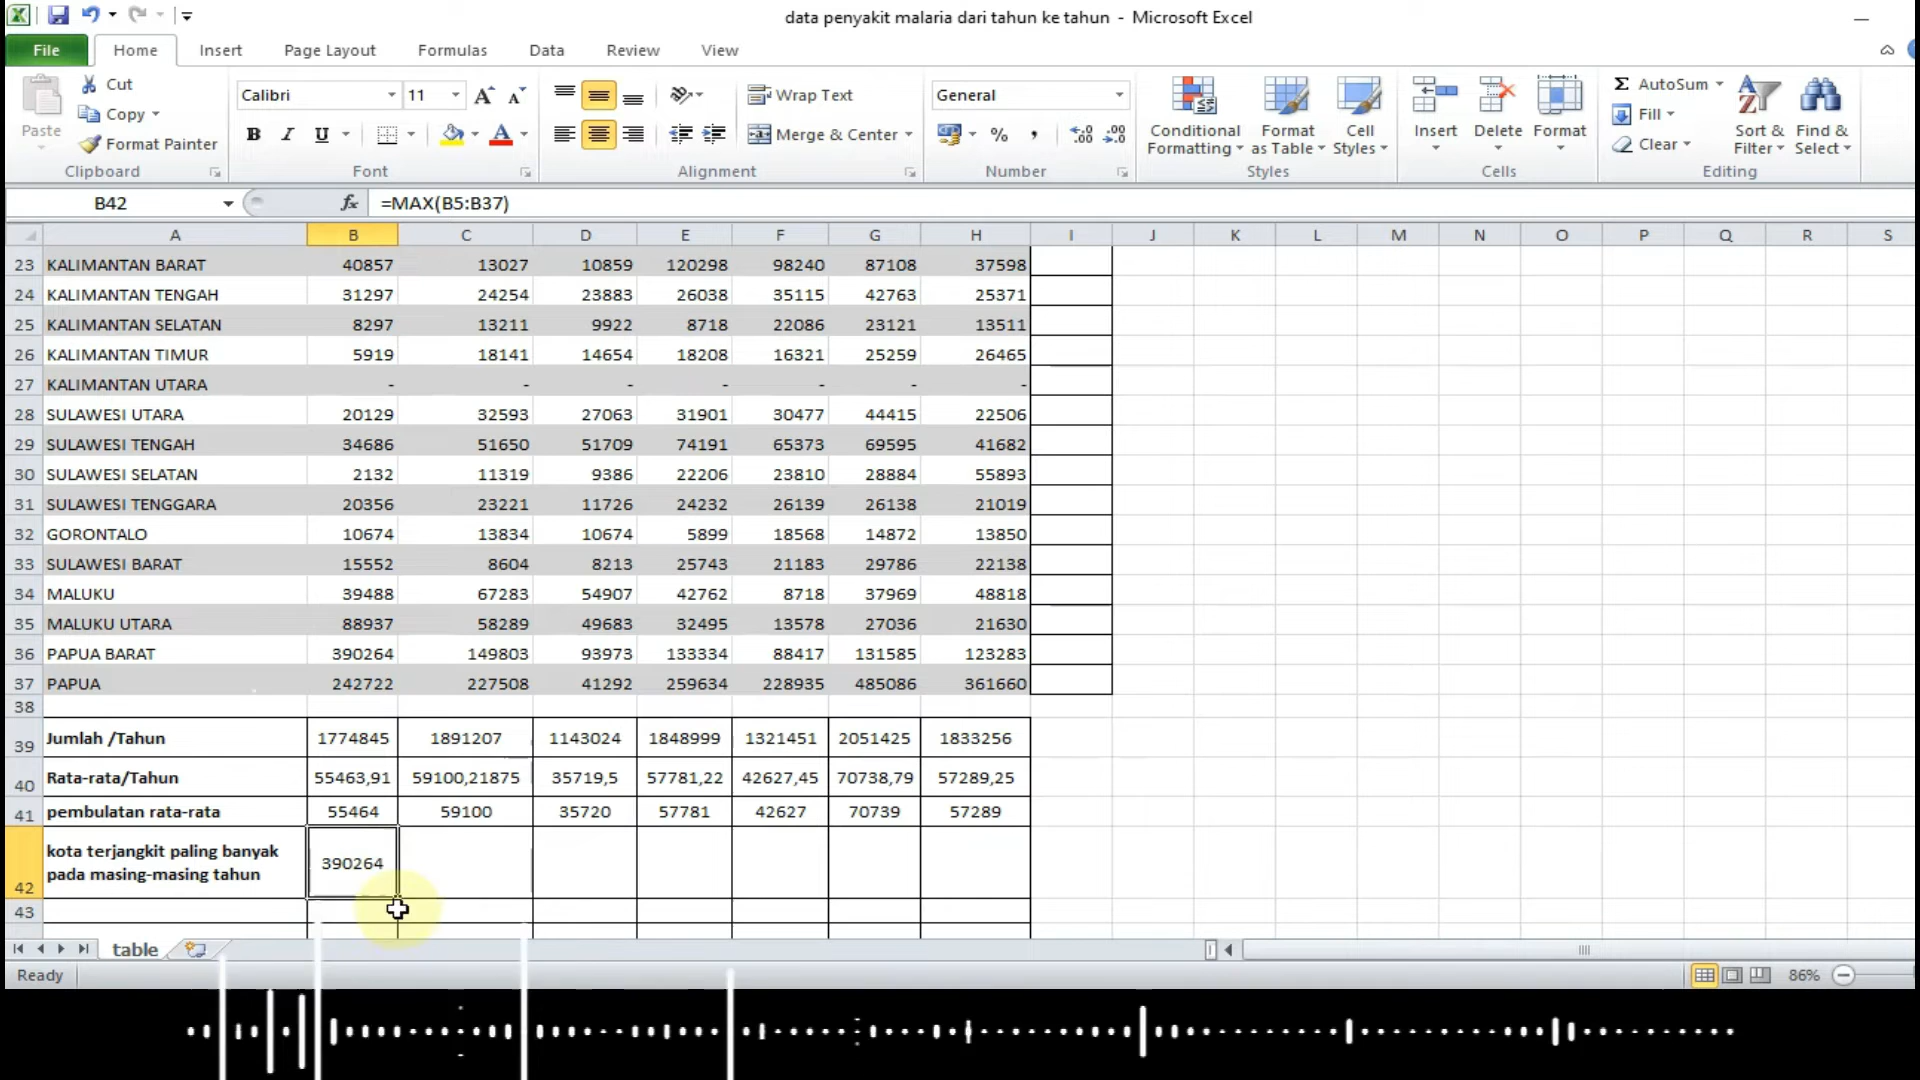 data penyakit malaria dari tahun ke tahun - Microsoft Excel
File Home Insert Page Layout Formulas Data Review View
Cut Calibri 11 Wrap Text General AutoSum
Paste Copy Fill
Format Painter Merge & Center
Conditional Formatting Format as Table Cell Styles Insert Delete Format Clear Sort & Filter Find & Select
Clipboard Font Alignment Number Styles Cells Editing
B42 fx =MAX(B5:B37)
A B C D E F G H I J K L M N O P Q R S
23 KALIMANTAN BARAT 40857 13027 10859 120298 98240 87108 37598
24 KALIMANTAN TENGAH 31297 24254 23883 26038 35115 42763 25371
25 KALIMANTAN SELATAN 8297 13211 9922 8718 22086 23121 13511
26 KALIMANTAN TIMUR 5919 18141 14654 18208 16321 25259 26465
27 KALIMANTAN UTARA - - - - - - -
28 SULAWESI UTARA 20129 32593 27063 31901 30477 44415 22506
29 SULAWESI TENGAH 34686 51650 51709 74191 65373 69595 41682
30 SULAWESI SELATAN 2132 11319 9386 22206 23810 28884 55893
31 SULAWESI TENGGARA 20356 23221 11726 24232 26139 26138 21019
32 GORONTALO 10674 13834 10674 5899 18568 14872 13850
33 SULAWESI BARAT 15552 8604 8213 25743 21183 29786 22138
34 MALUKU 39488 67283 54907 42762 8718 37969 48818
35 MALUKU UTARA 88937 58289 49683 32495 13578 27036 21630
36 PAPUA BARAT 390264 149803 93973 133334 88417 131585 123283
37 PAPUA 242722 227508 41292 259634 228935 485086 361660
38
39 Jumlah /Tahun 1774845 1891207 1143024 1848999 1321451 2051425 1833256
40 Rata-rata/Tahun 55463,91 59100,21875 35719,5 57781,22 42627,45 70738,79 57289,25
41 pembulatan rata-rata 55464 59100 35720 57781 42627 70739 57289
kota terjangkit paling banyak
42 pada masing-masing tahun 390264
43
table
Ready 86%